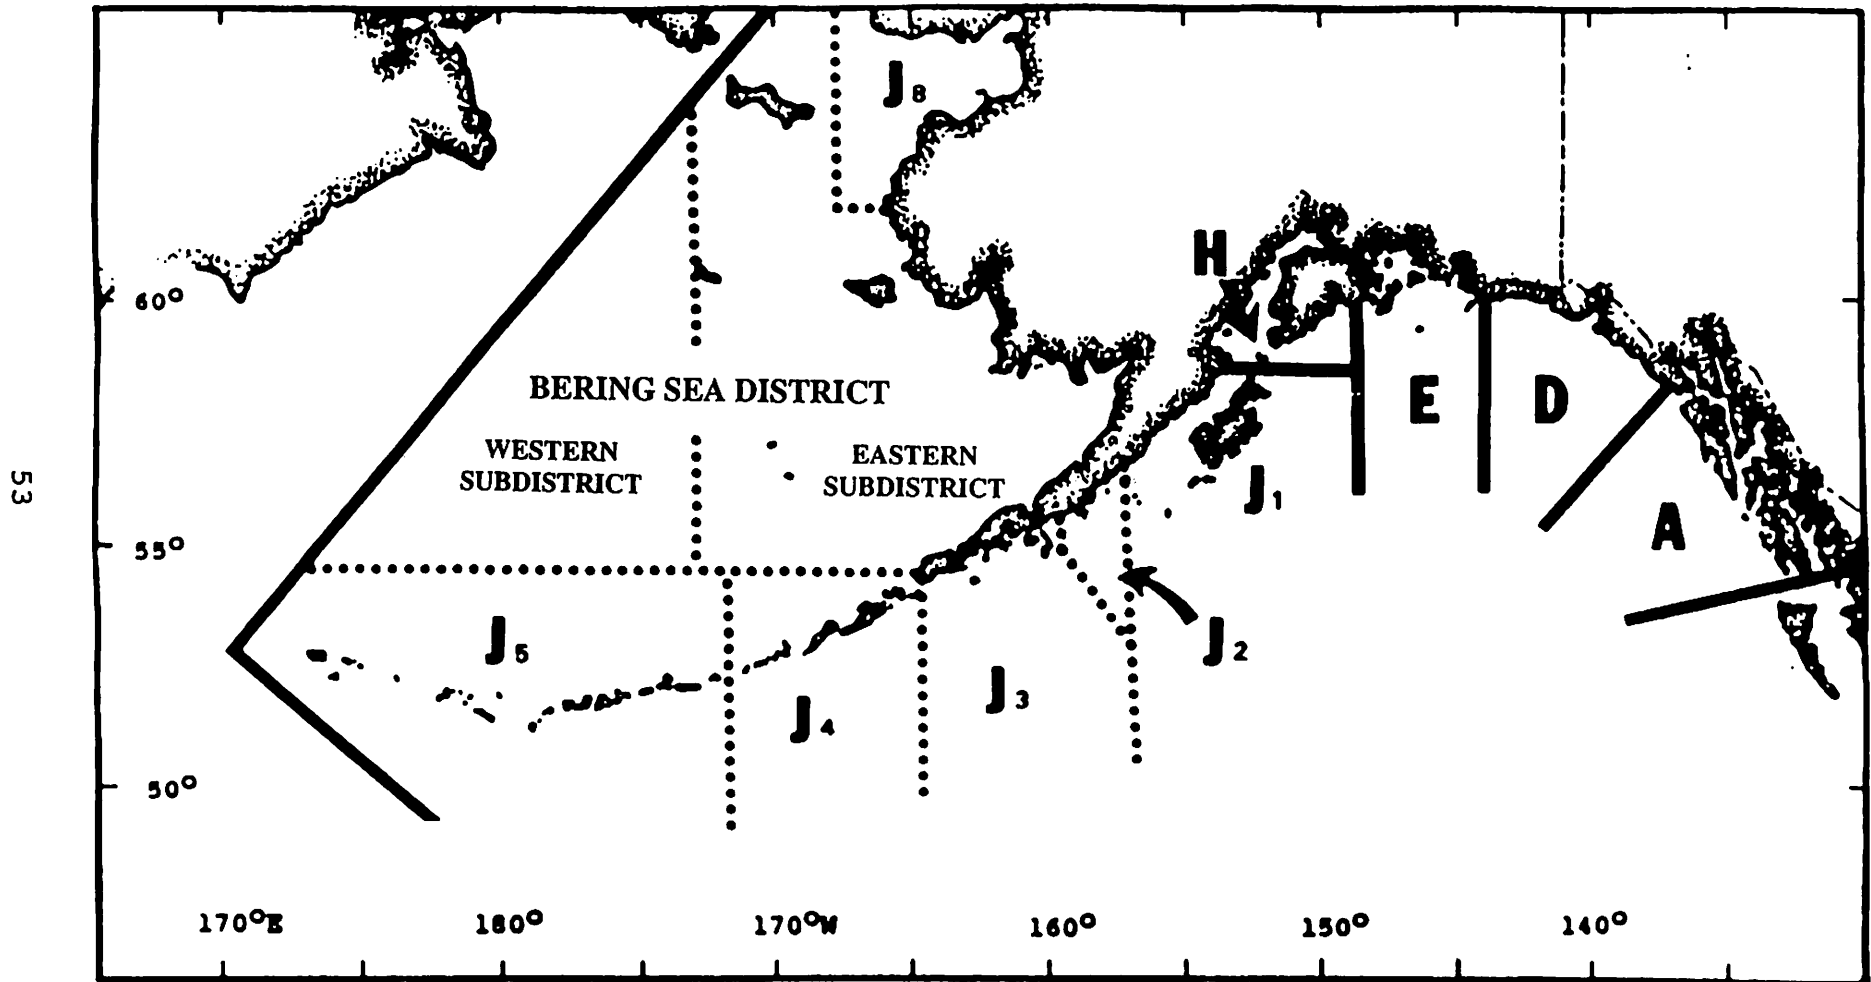 J8
H
60°
BERING SEA DISTRICT
WESTERN
SUBDISTRICT
EASTERN
SUBDISTRICT
E
D
J1
53
A
55°
J5
J2
J3
J4
50°
170°E 180° 170°W 160° 150° 140°